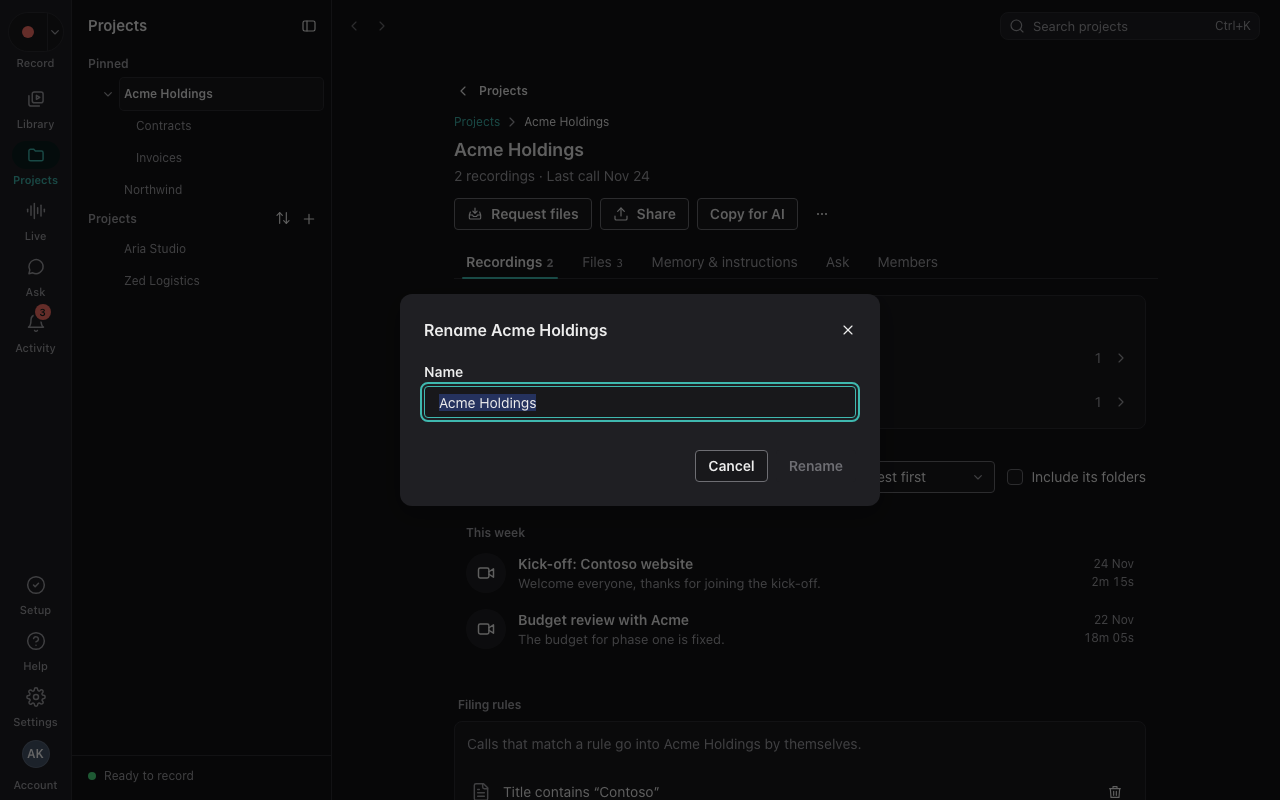 Record
Library
Projects
Live
Ask
3
Activity
Setup
Help
Settings
AK
Account
Projects
Pinned
Acme Holdings
Contracts
Invoices
Northwind
Projects
Aria Studio
Zed Logistics
Ready to record
Search projects Ctrl+K
Projects
Projects Acme Holdings
Acme Holdings
2 recordings · Last call Nov 24
Request files Share Copy for AI ···
Recordings 2 Files 3 Memory & instructions Ask Members
1
1
Rename Acme Holdings
Name
Acme Holdings
Cancel Rename
first Include its folders
This week
Kick-off: Contoso website 24 Nov
Welcome everyone, thanks for joining the kick-off. 2m 15s
Budget review with Acme 22 Nov
The budget for phase one is fixed. 18m 05s
Filing rules
Calls that match a rule go into Acme Holdings by themselves.
Title contains “Contoso”